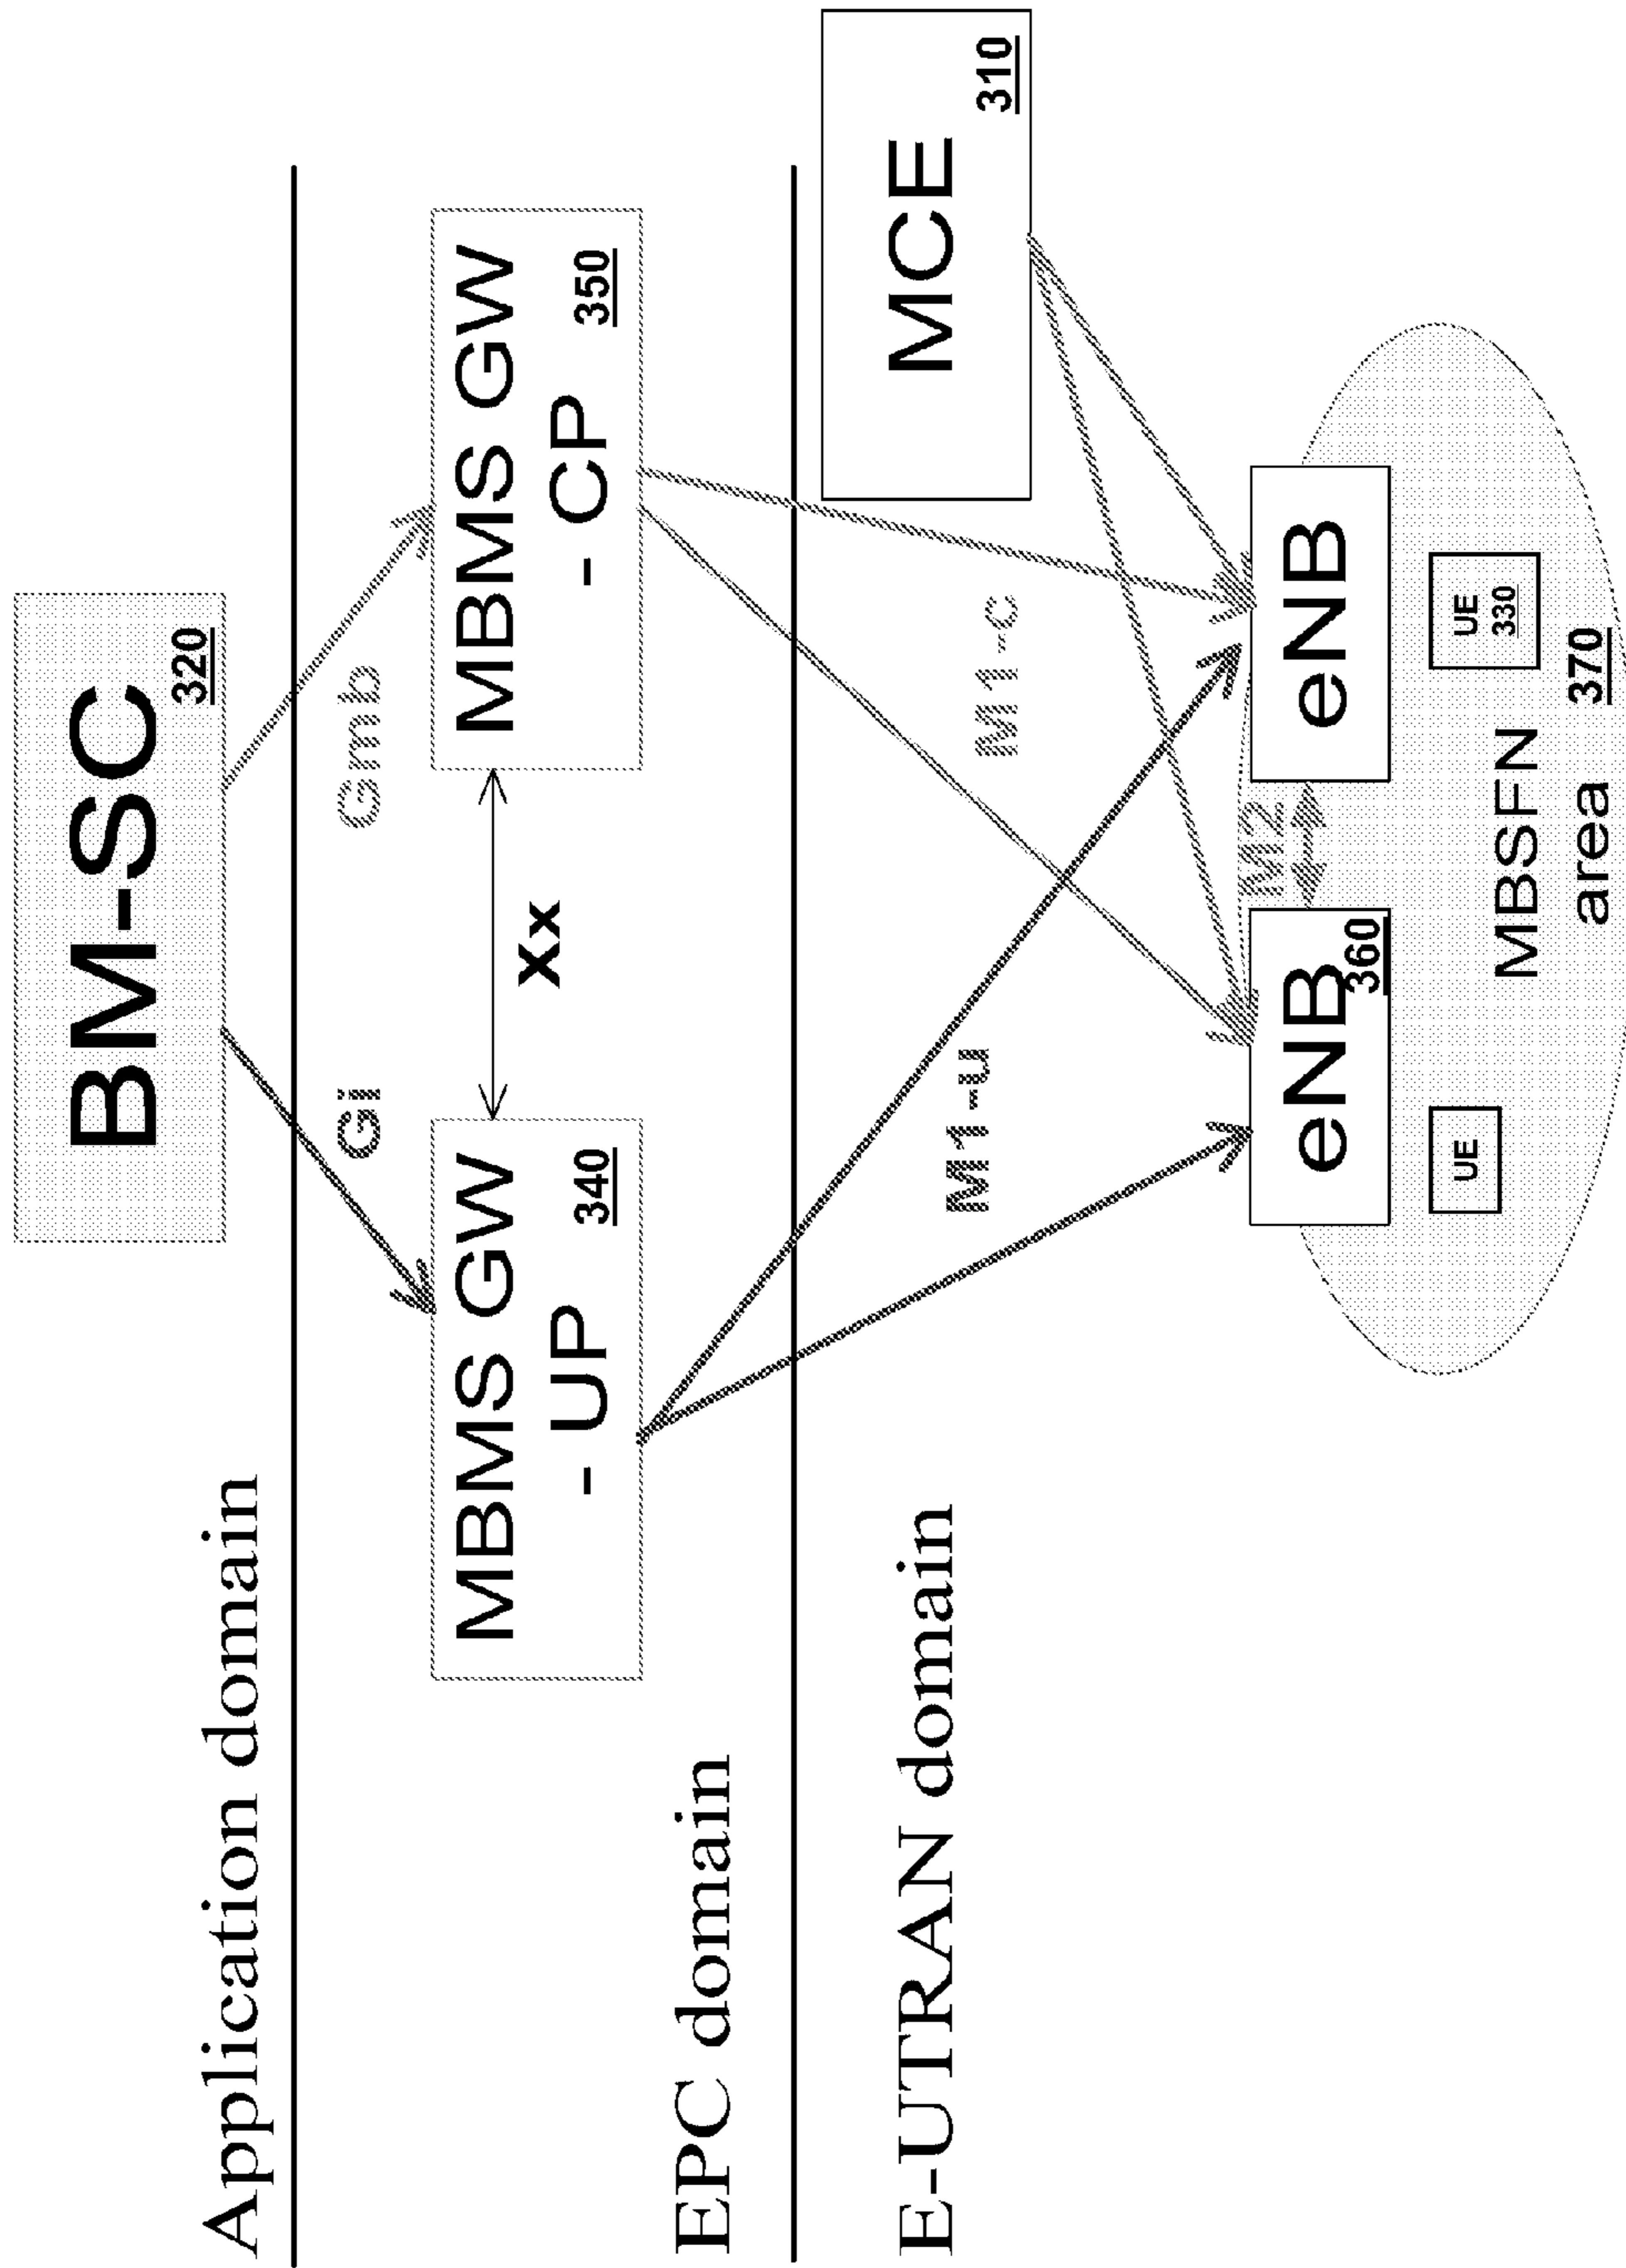 BM-SC
320
Application domain
Gi
Gmb
MBMS GW
- UP
340
Xx
MBMS GW
- CP
350
EPC domain
E-UTRAN domain
MCE
310
M1-u
M1-c
M2
eNB
360
eNB
UE
UE
330
MBSFN
area
370